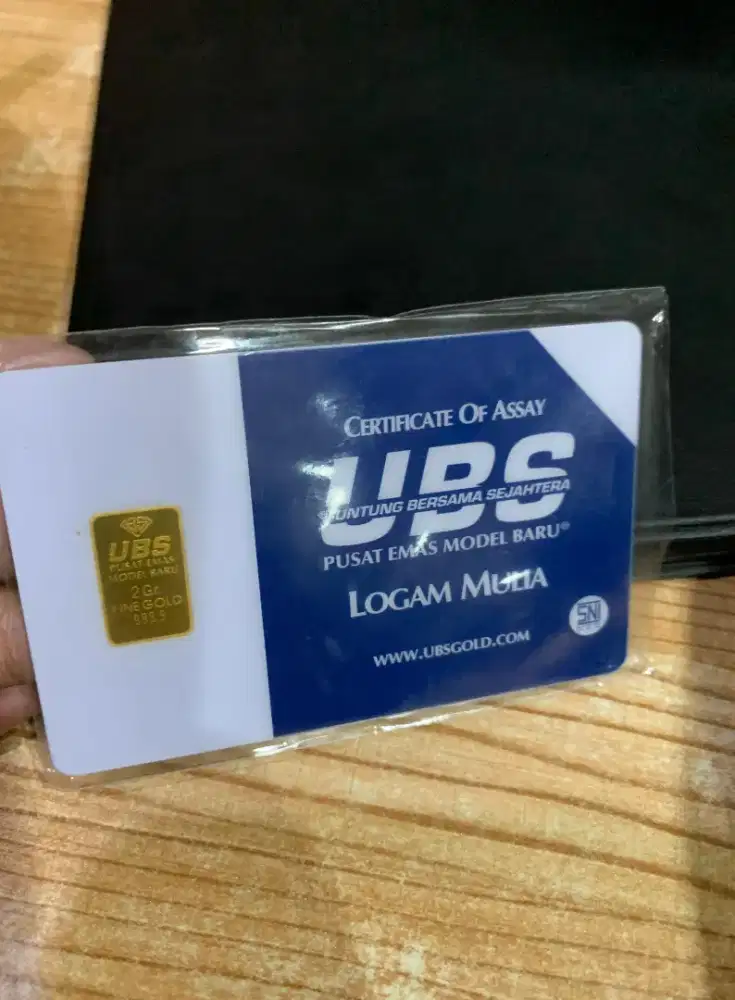 UBS
PUSAT EMAS
MODEL BARU
2 Gr
FINE GOLD
999.9
CERTIFICATE OF ASSAY
UBS
UNTUNG BERSAMA SEJAHTERA
PUSAT EMAS MODEL BARU®
LOGAM MULIA
SNI
WWW.UBSGOLD.COM